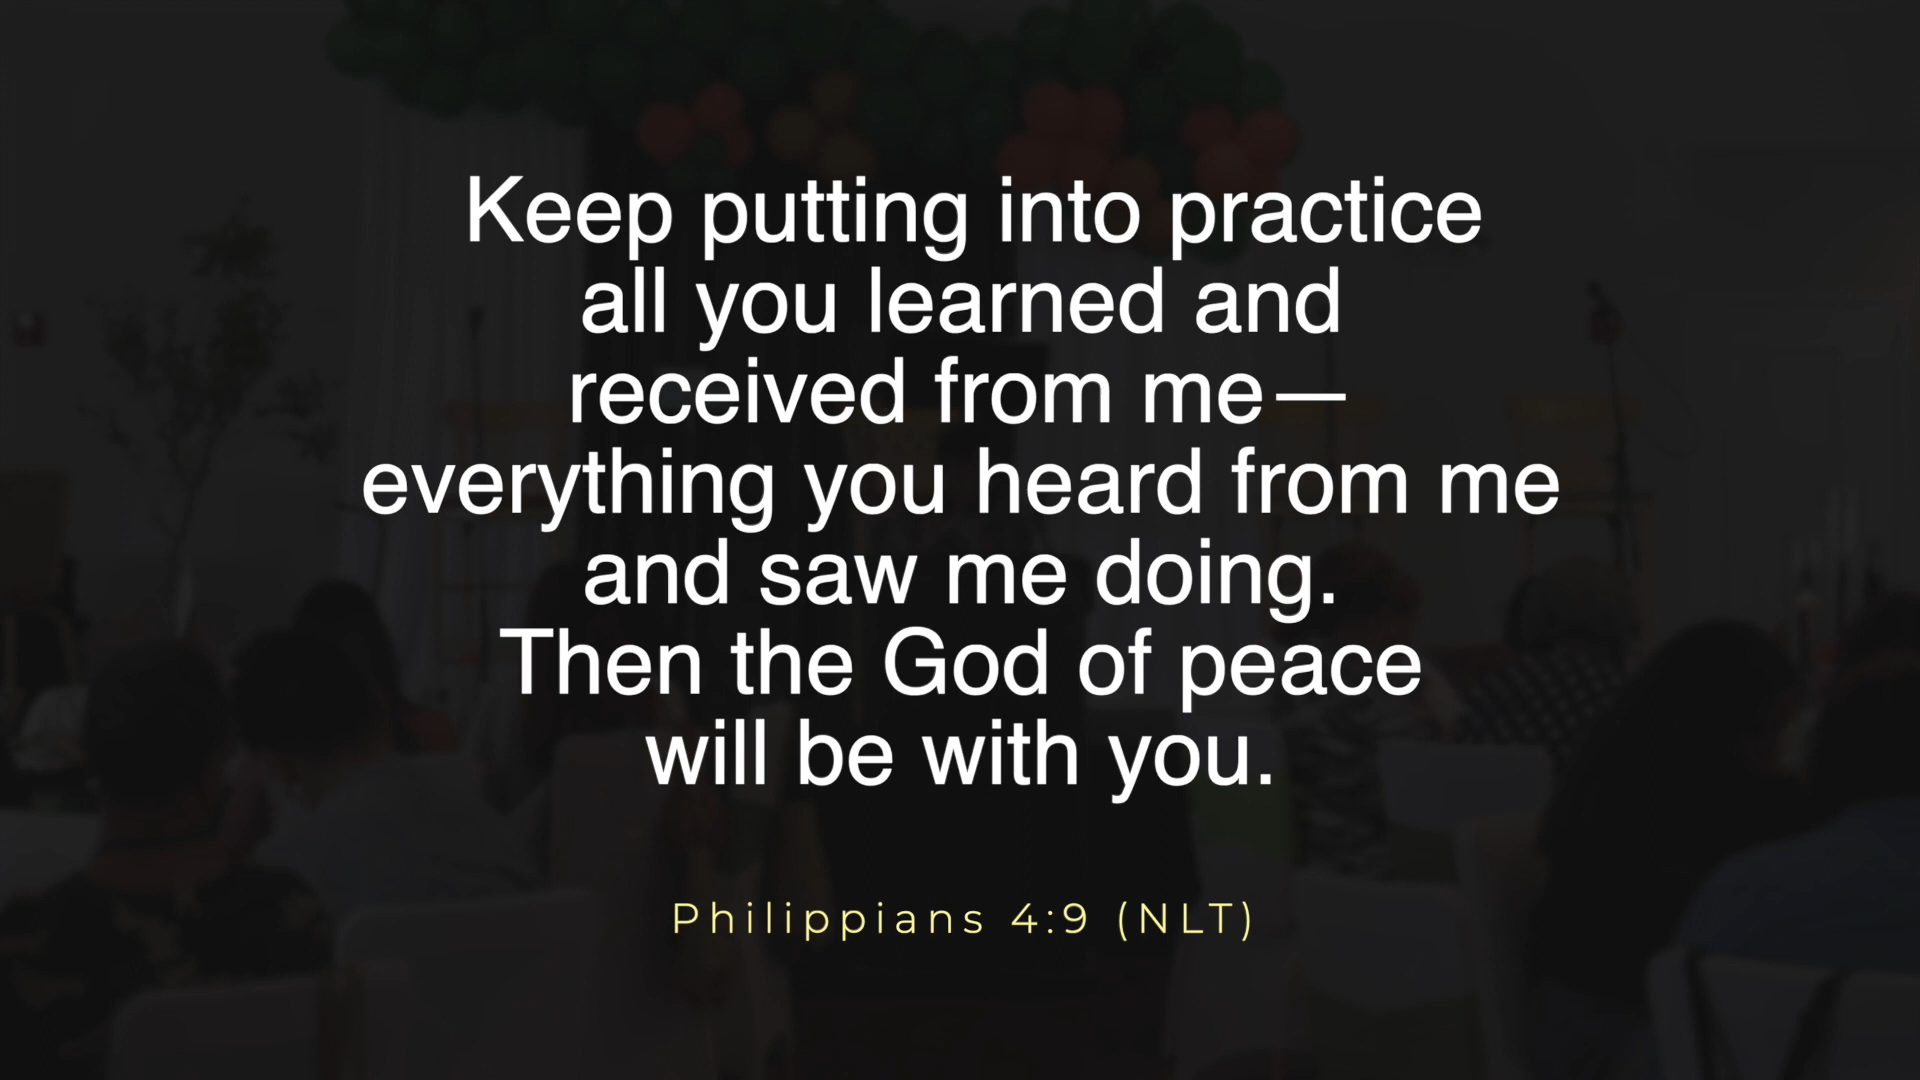 Keep putting into practice
all you learned and
received from me—
everything you heard from me
and saw me doing.
Then the God of peace
will be with you.
Philippians 4:9 (NLT)